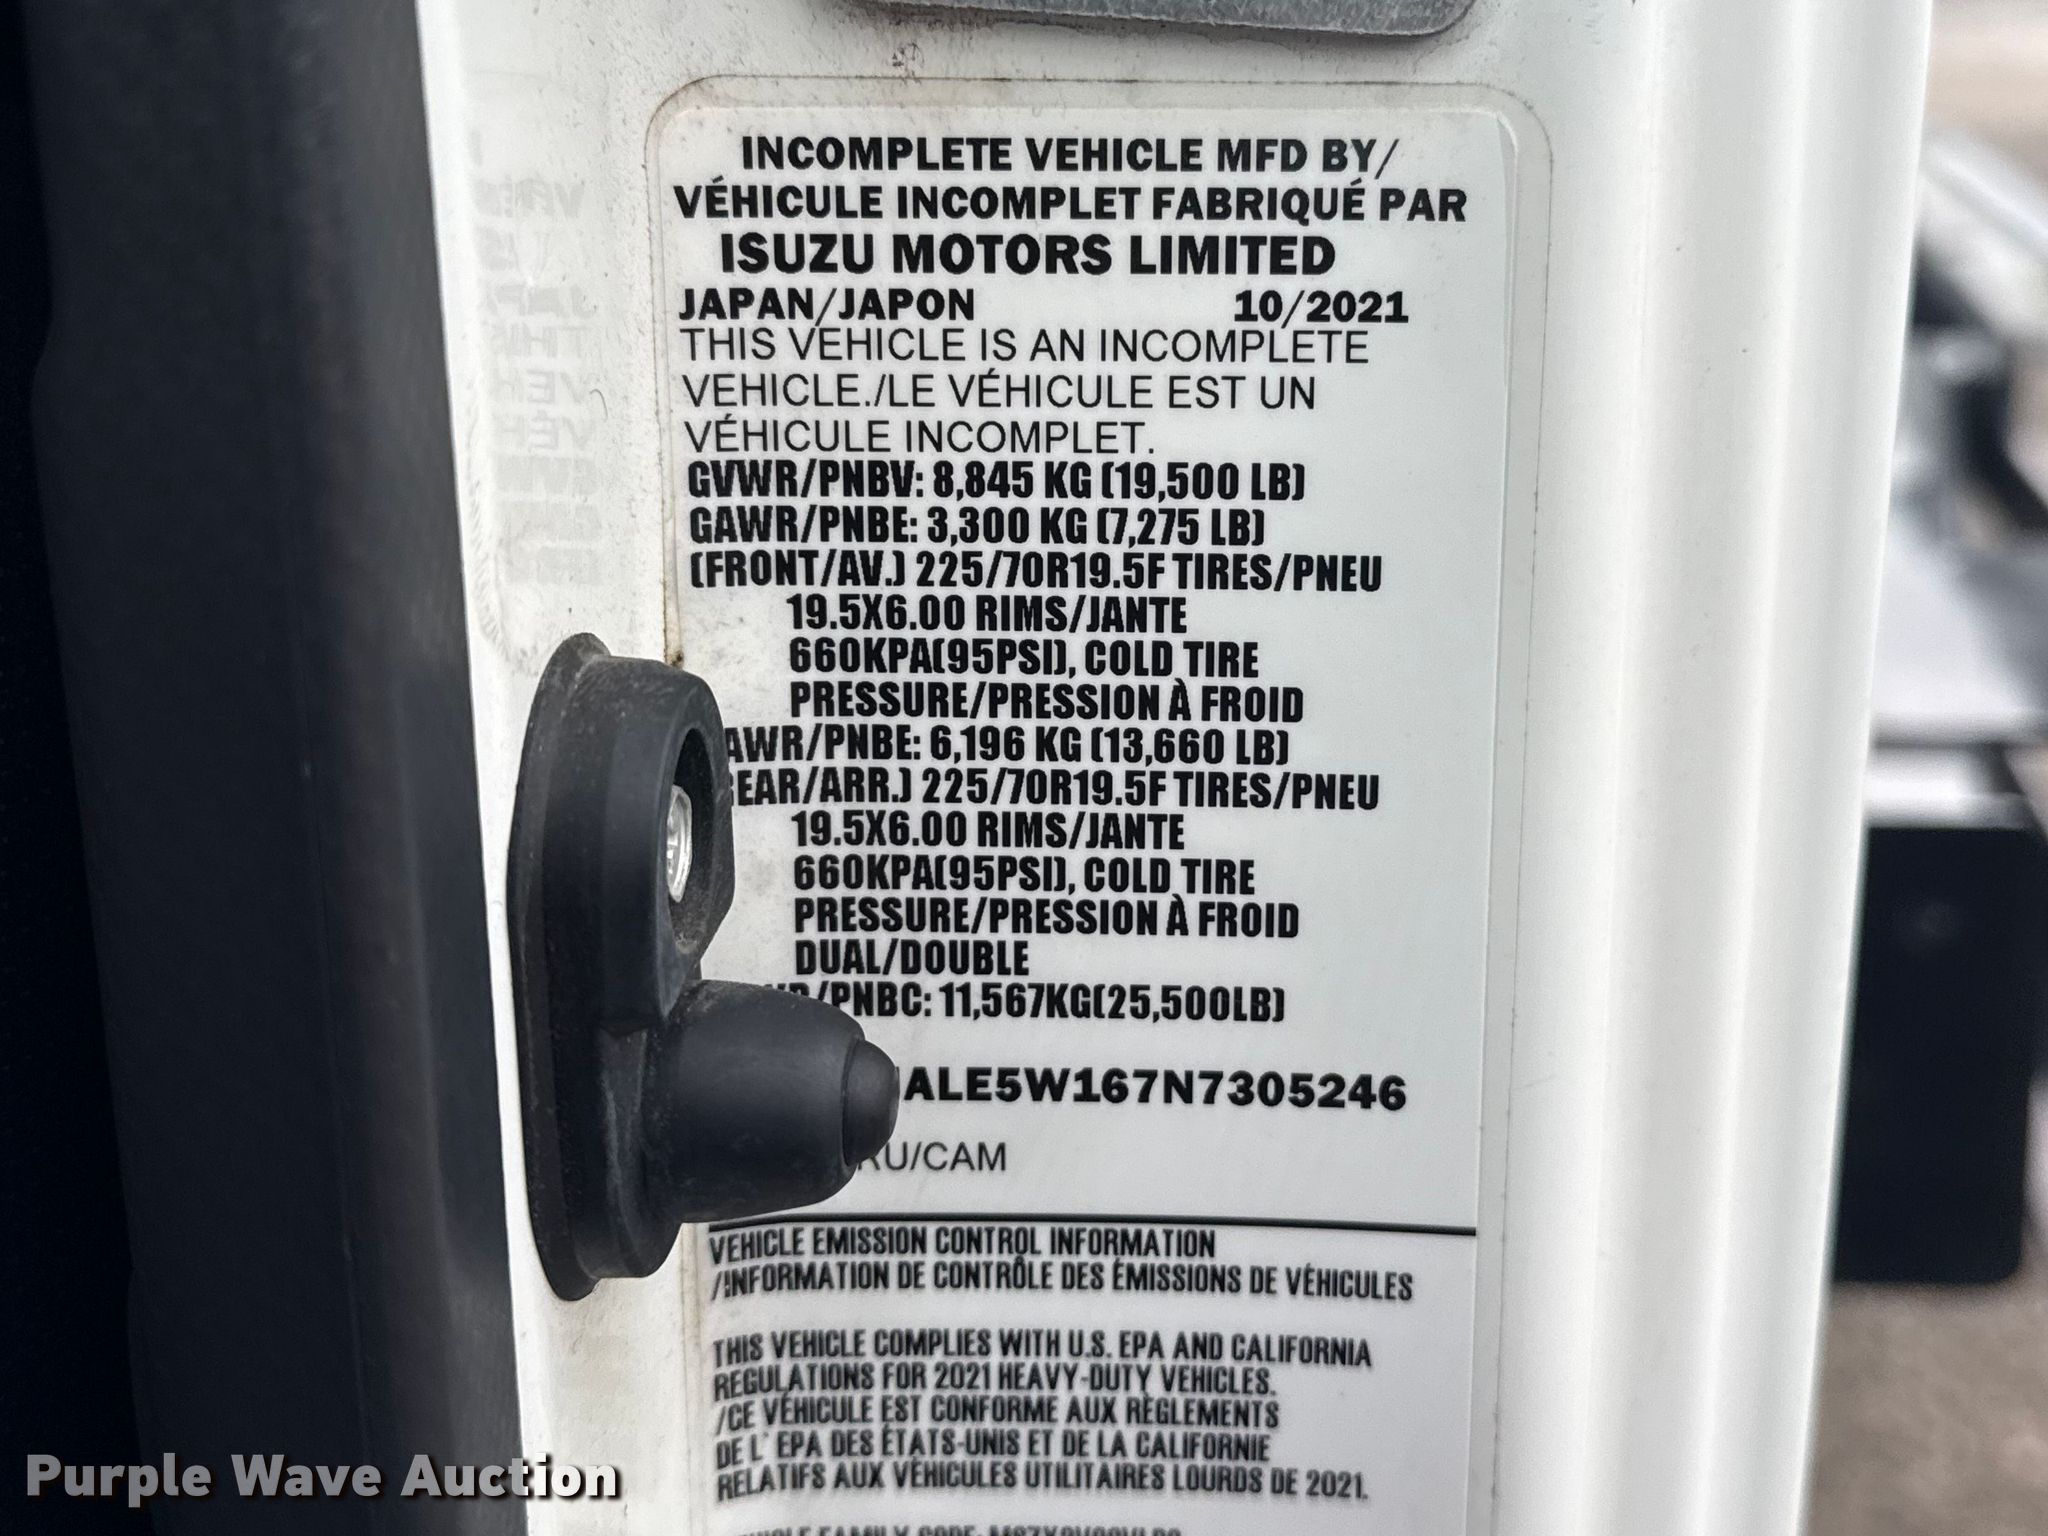 INCOMPLETE VEHICLE MFD BY/
VÉHICULE INCOMPLET FABRIQUÉ PAR
ISUZU MOTORS LIMITED
JAPAN/JAPON 10/2021
THIS VEHICLE IS AN INCOMPLETE
VEHICLE./LE VÉHICULE EST UN
VÉHICULE INCOMPLET.
GVWR/PNBV: 8,845 KG (19,500 LB)
GAWR/PNBE: 3,300 KG (7,275 LB)
(FRONT/AV.) 225/70R19.5F TIRES/PNEU
19.5X6.00 RIMS/JANTE
660KPA(95PSI), COLD TIRE
PRESSURE/PRESSION À FROID
AWR/PNBE: 6,196 KG (13,660 LB)
EAR/ARR.) 225/70R19.5F TIRES/PNEU
19.5X6.00 RIMS/JANTE
660KPA(95PSI), COLD TIRE
PRESSURE/PRESSION À FROID
DUAL/DOUBLE
/PNBC: 11,567KG(25,500LB)
ALE5W167N7305246
RU/CAM
VEHICLE EMISSION CONTROL INFORMATION
/INFORMATION DE CONTRÔLE DES ÉMISSIONS DE VÉHICULES
THIS VEHICLE COMPLIES WITH U.S. EPA AND CALIFORNIA
REGULATIONS FOR 2021 HEAVY-DUTY VEHICLES.
/CE VÉHICULE EST CONFORME AUX RÈGLEMENTS
DE L' EPA DES ÉTATS-UNIS ET DE LA CALIFORNIE
RELATIFS AUX VÉHICULES UTILITAIRES LOURDS DE 2021.
Purple Wave Auction